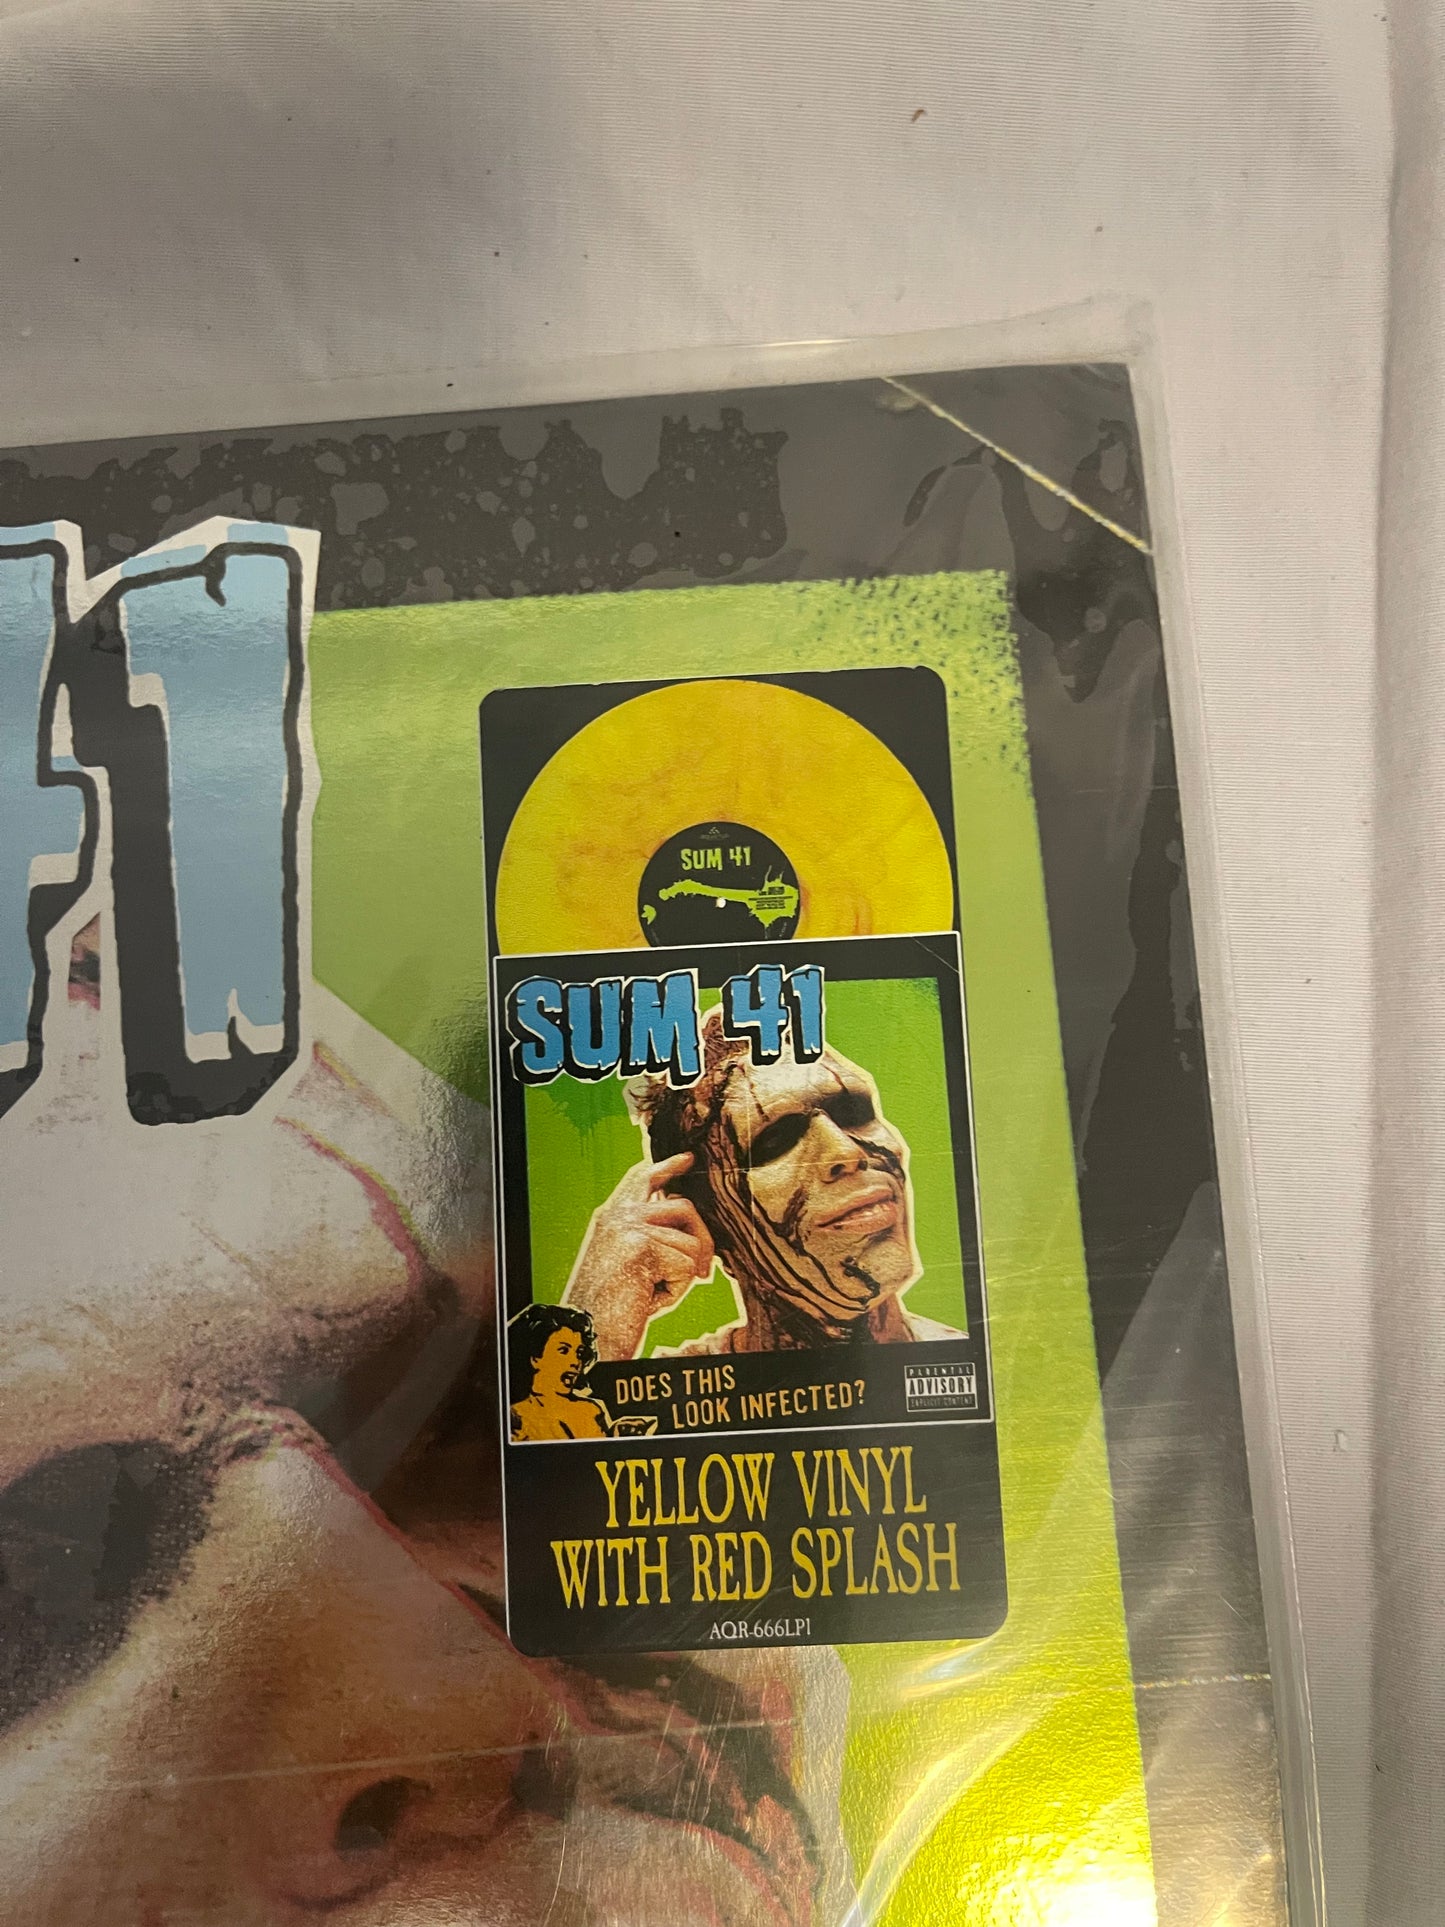 41
SUM 41
SUM 41
DOES THIS
LOOK INFECTED?
PARENTAL
ADVISORY
EXPLICIT CONTENT
YELLOW VINYL
WITH RED SPLASH
AQR-666LP1